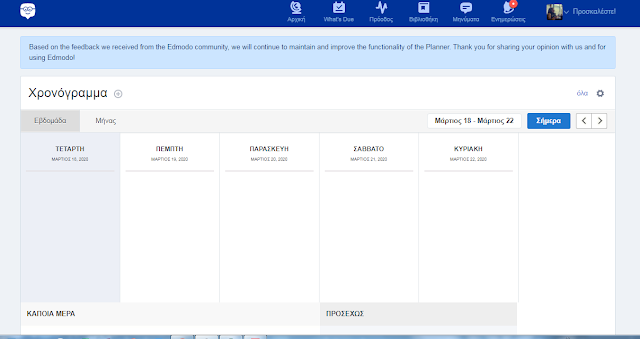 Αρχική
What's Due
Πρόοδος
Βιβλιοθήκη
Μηνύματα
Ενημερώσεις
Προσκαλέστε!
Based on the feedback we received from the Edmodo community, we will continue to maintain and improve the functionality of the Planner. Thank you for sharing your opinion with us and for
using Edmodo!
Χρονόγραμμα
όλα
Εβδομάδα
Μήνας
Μάρτιος 18 - Μάρτιος 22
Σήμερα
ΤΕΤΑΡΤΗ
ΠΕΜΠΤΗ
ΠΑΡΑΣΚΕΥΗ
ΣΑΒΒΑΤΟ
ΚΥΡΙΑΚΗ
ΜΑΡΤΙΟΣ 18, 2020
ΜΑΡΤΙΟΣ 19, 2020
ΜΑΡΤΙΟΣ 20, 2020
ΜΑΡΤΙΟΣ 21, 2020
ΜΑΡΤΙΟΣ 22, 2020
ΚΑΠΟΙΑ ΜΕΡΑ
ΠΡΟΣΕΧΩΣ